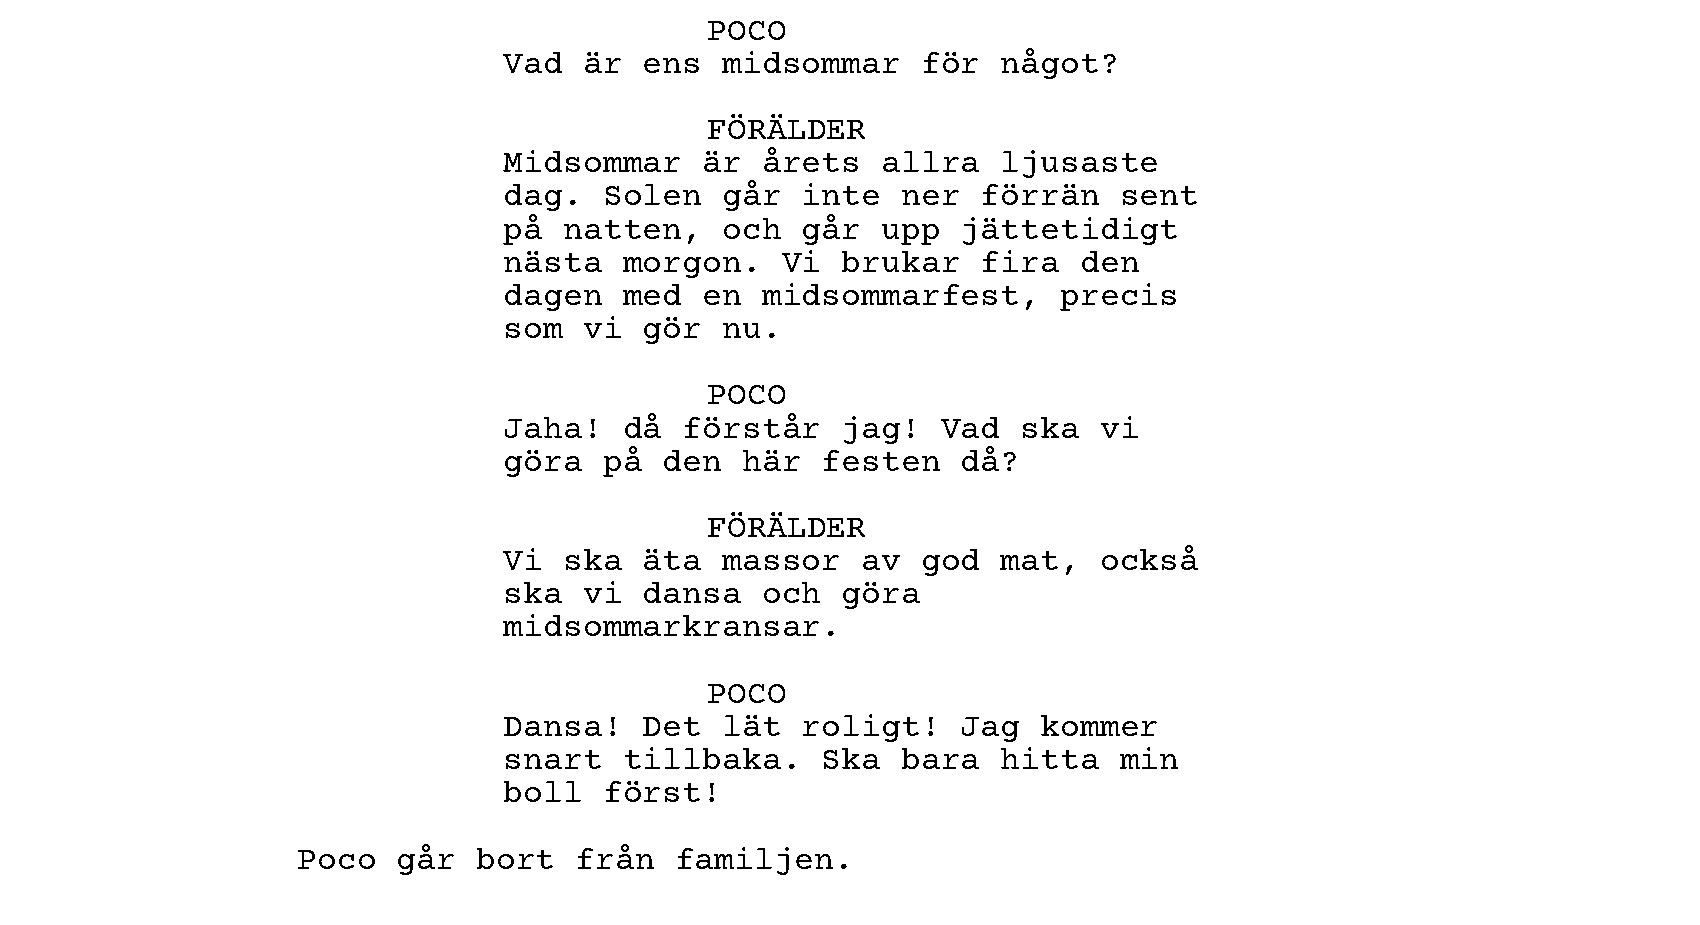 POCO
Vad är ens midsommar för något?
FÖRÄLDER
Midsommar är årets allra ljusaste
dag. Solen går inte ner förrän sent
på natten, och går upp jättetidigt
nästa morgon. Vi brukar fira den
dagen med en midsommarfest, precis
som vi gör nu.
POCO
Jaha! då förstår jag! Vad ska vi
göra på den här festen då?
FÖRÄLDER
Vi ska äta massor av god mat, också
ska vi dansa och göra
midsommarkransar.
POCO
Dansa! Det lät roligt! Jag kommer
snart tillbaka. Ska bara hitta min
boll först!
Poco går bort från familjen.